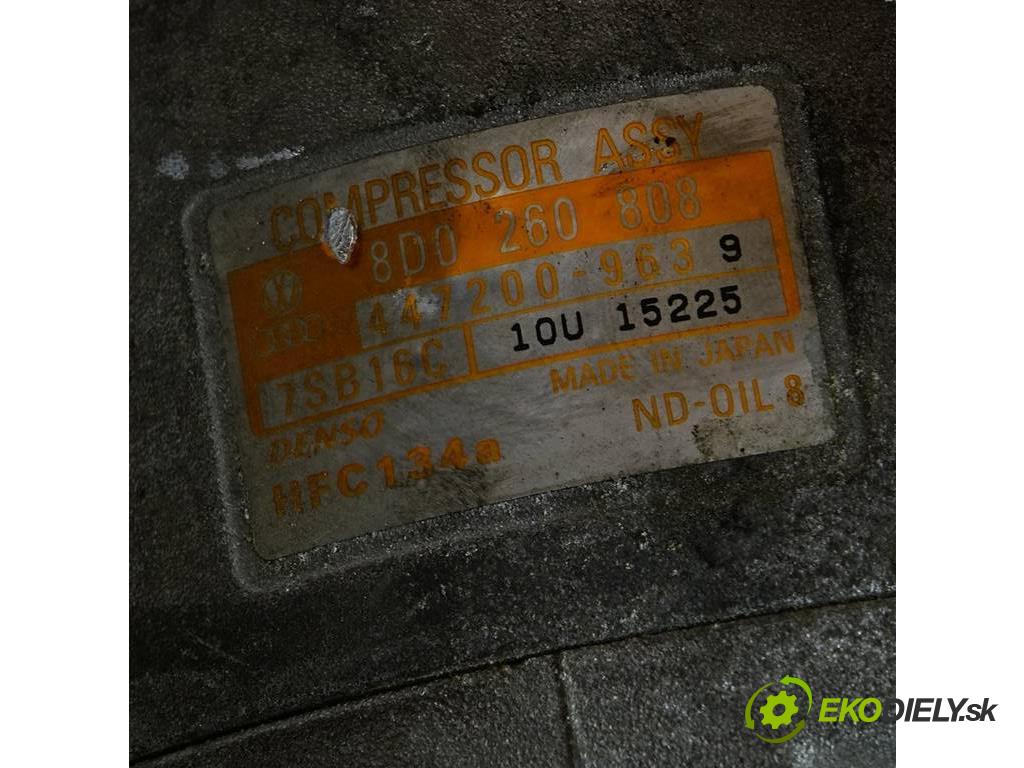 COMPRESSOR ASSY
8D0 260 808
447200-963 9
7SB16C 10U 15225
MADE IN JAPAN
DENSO
ND-OIL 8
HFC134a
EKODIELY.sk